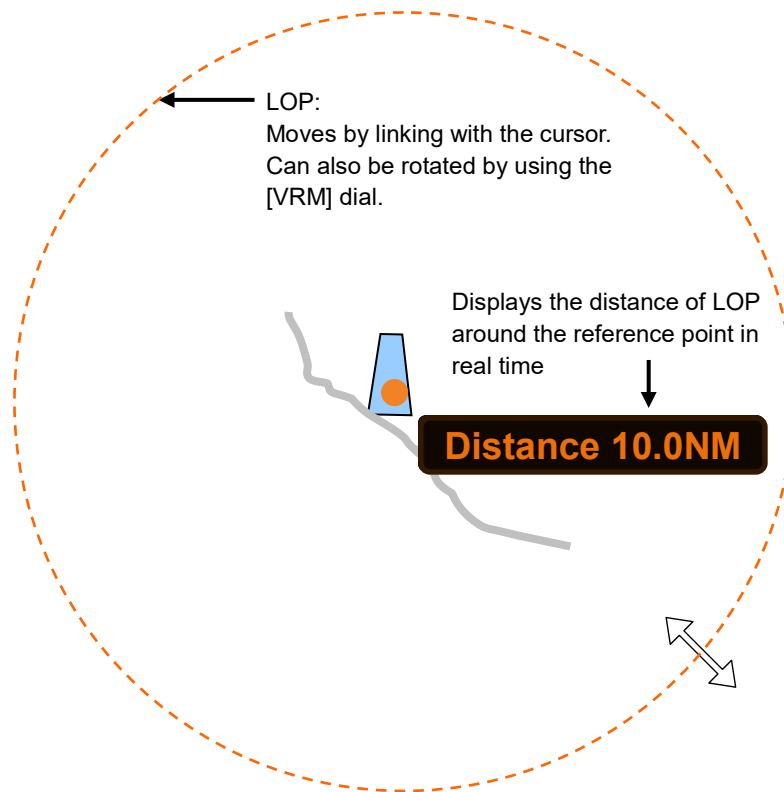 LOP:
Moves by linking with the cursor.
Can also be rotated by using the
[VRM] dial.
Displays the distance of LOP
around the reference point in
real time
Distance 10.0NM